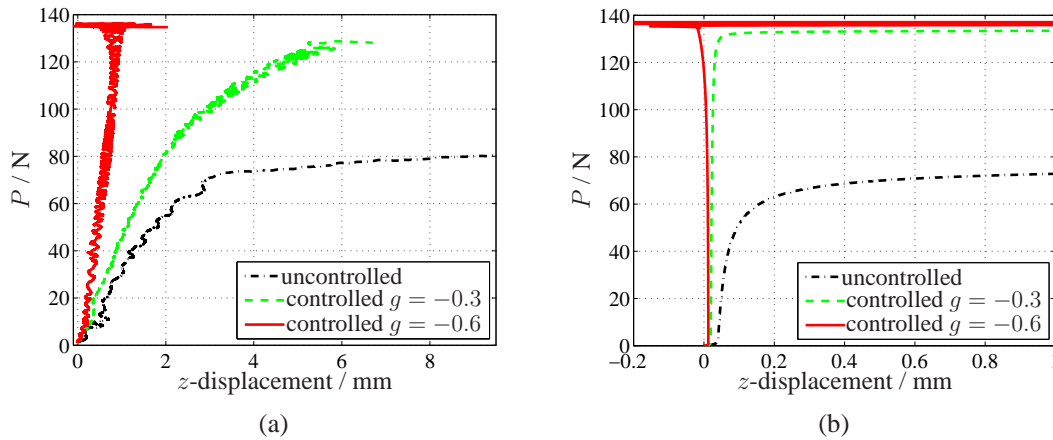 140
120
100
80
60
40
20
0
P / N
0 2 4 6 8
z-displacement / mm
uncontrolled
controlled g = −0.3
controlled g = −0.6
(a)
140
120
100
80
60
40
20
0
P / N
−0.2 0 0.2 0.4 0.6 0.8 1
z-displacement / mm
uncontrolled
controlled g = −0.3
controlled g = −0.6
(b)